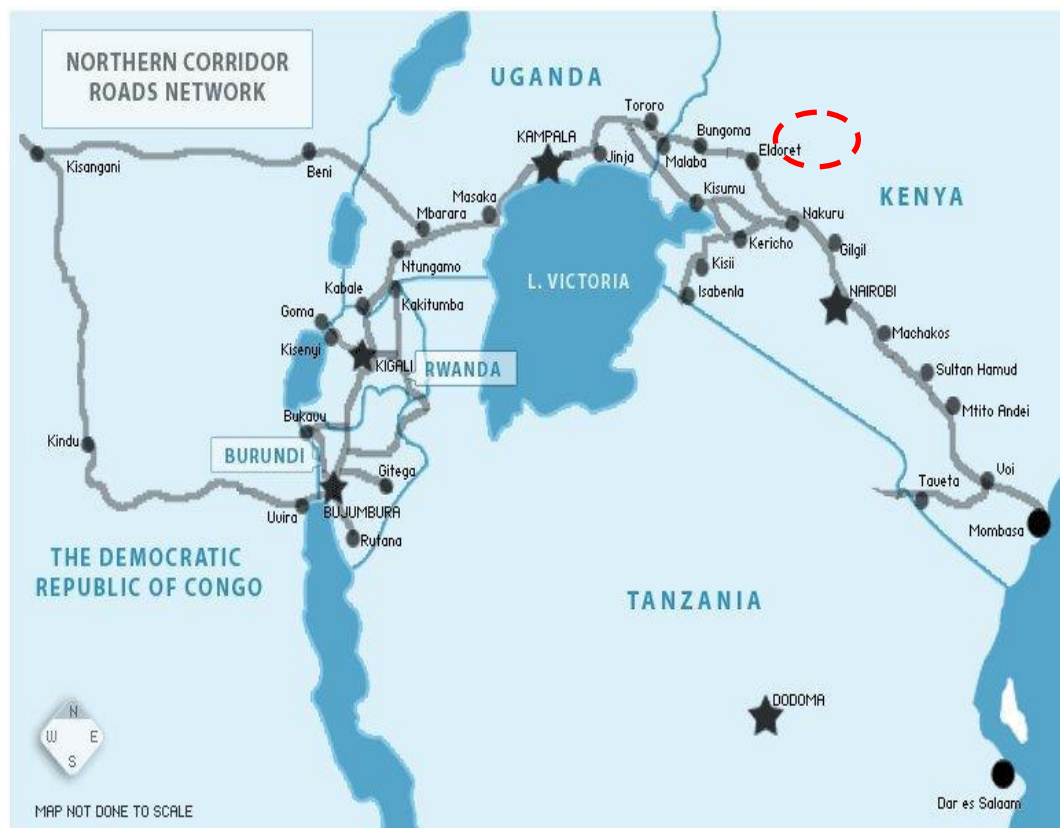 NORTHERN CORRIDOR
ROADS NETWORK
UGANDA
Tororo
Bungoma
KAMPALA
Jinja
Malaba
Eldoret
Kisangani
Beni
Masaka
Kisumu
KENYA
Mbarara
Nakuru
Kericho
Gilgil
Ntungamo
Kisii
L. VICTORIA
Isabenla
Kabale
Kakitumba
NAIROBI
Goma
Kisenyi
Machakos
KIGALI
RWANDA
Sultan Hamud
Mtito Andei
Bukavu
Kindu
BURUNDI
Gitega
Voi
Taveta
Uvira
BUJUMBURA
Mombasa
Rutana
THE DEMOCRATIC
REPUBLIC OF CONGO
TANZANIA
DODOMA
N
W E
S
Dar es Salaam
MAP NOT DONE TO SCALE